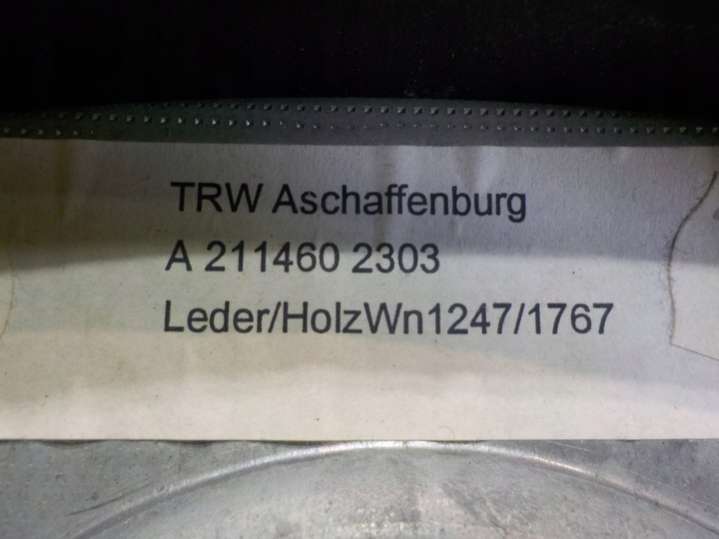 TRW Aschaffenburg
A 211460 2303
Leder/HolzWn1247/1767